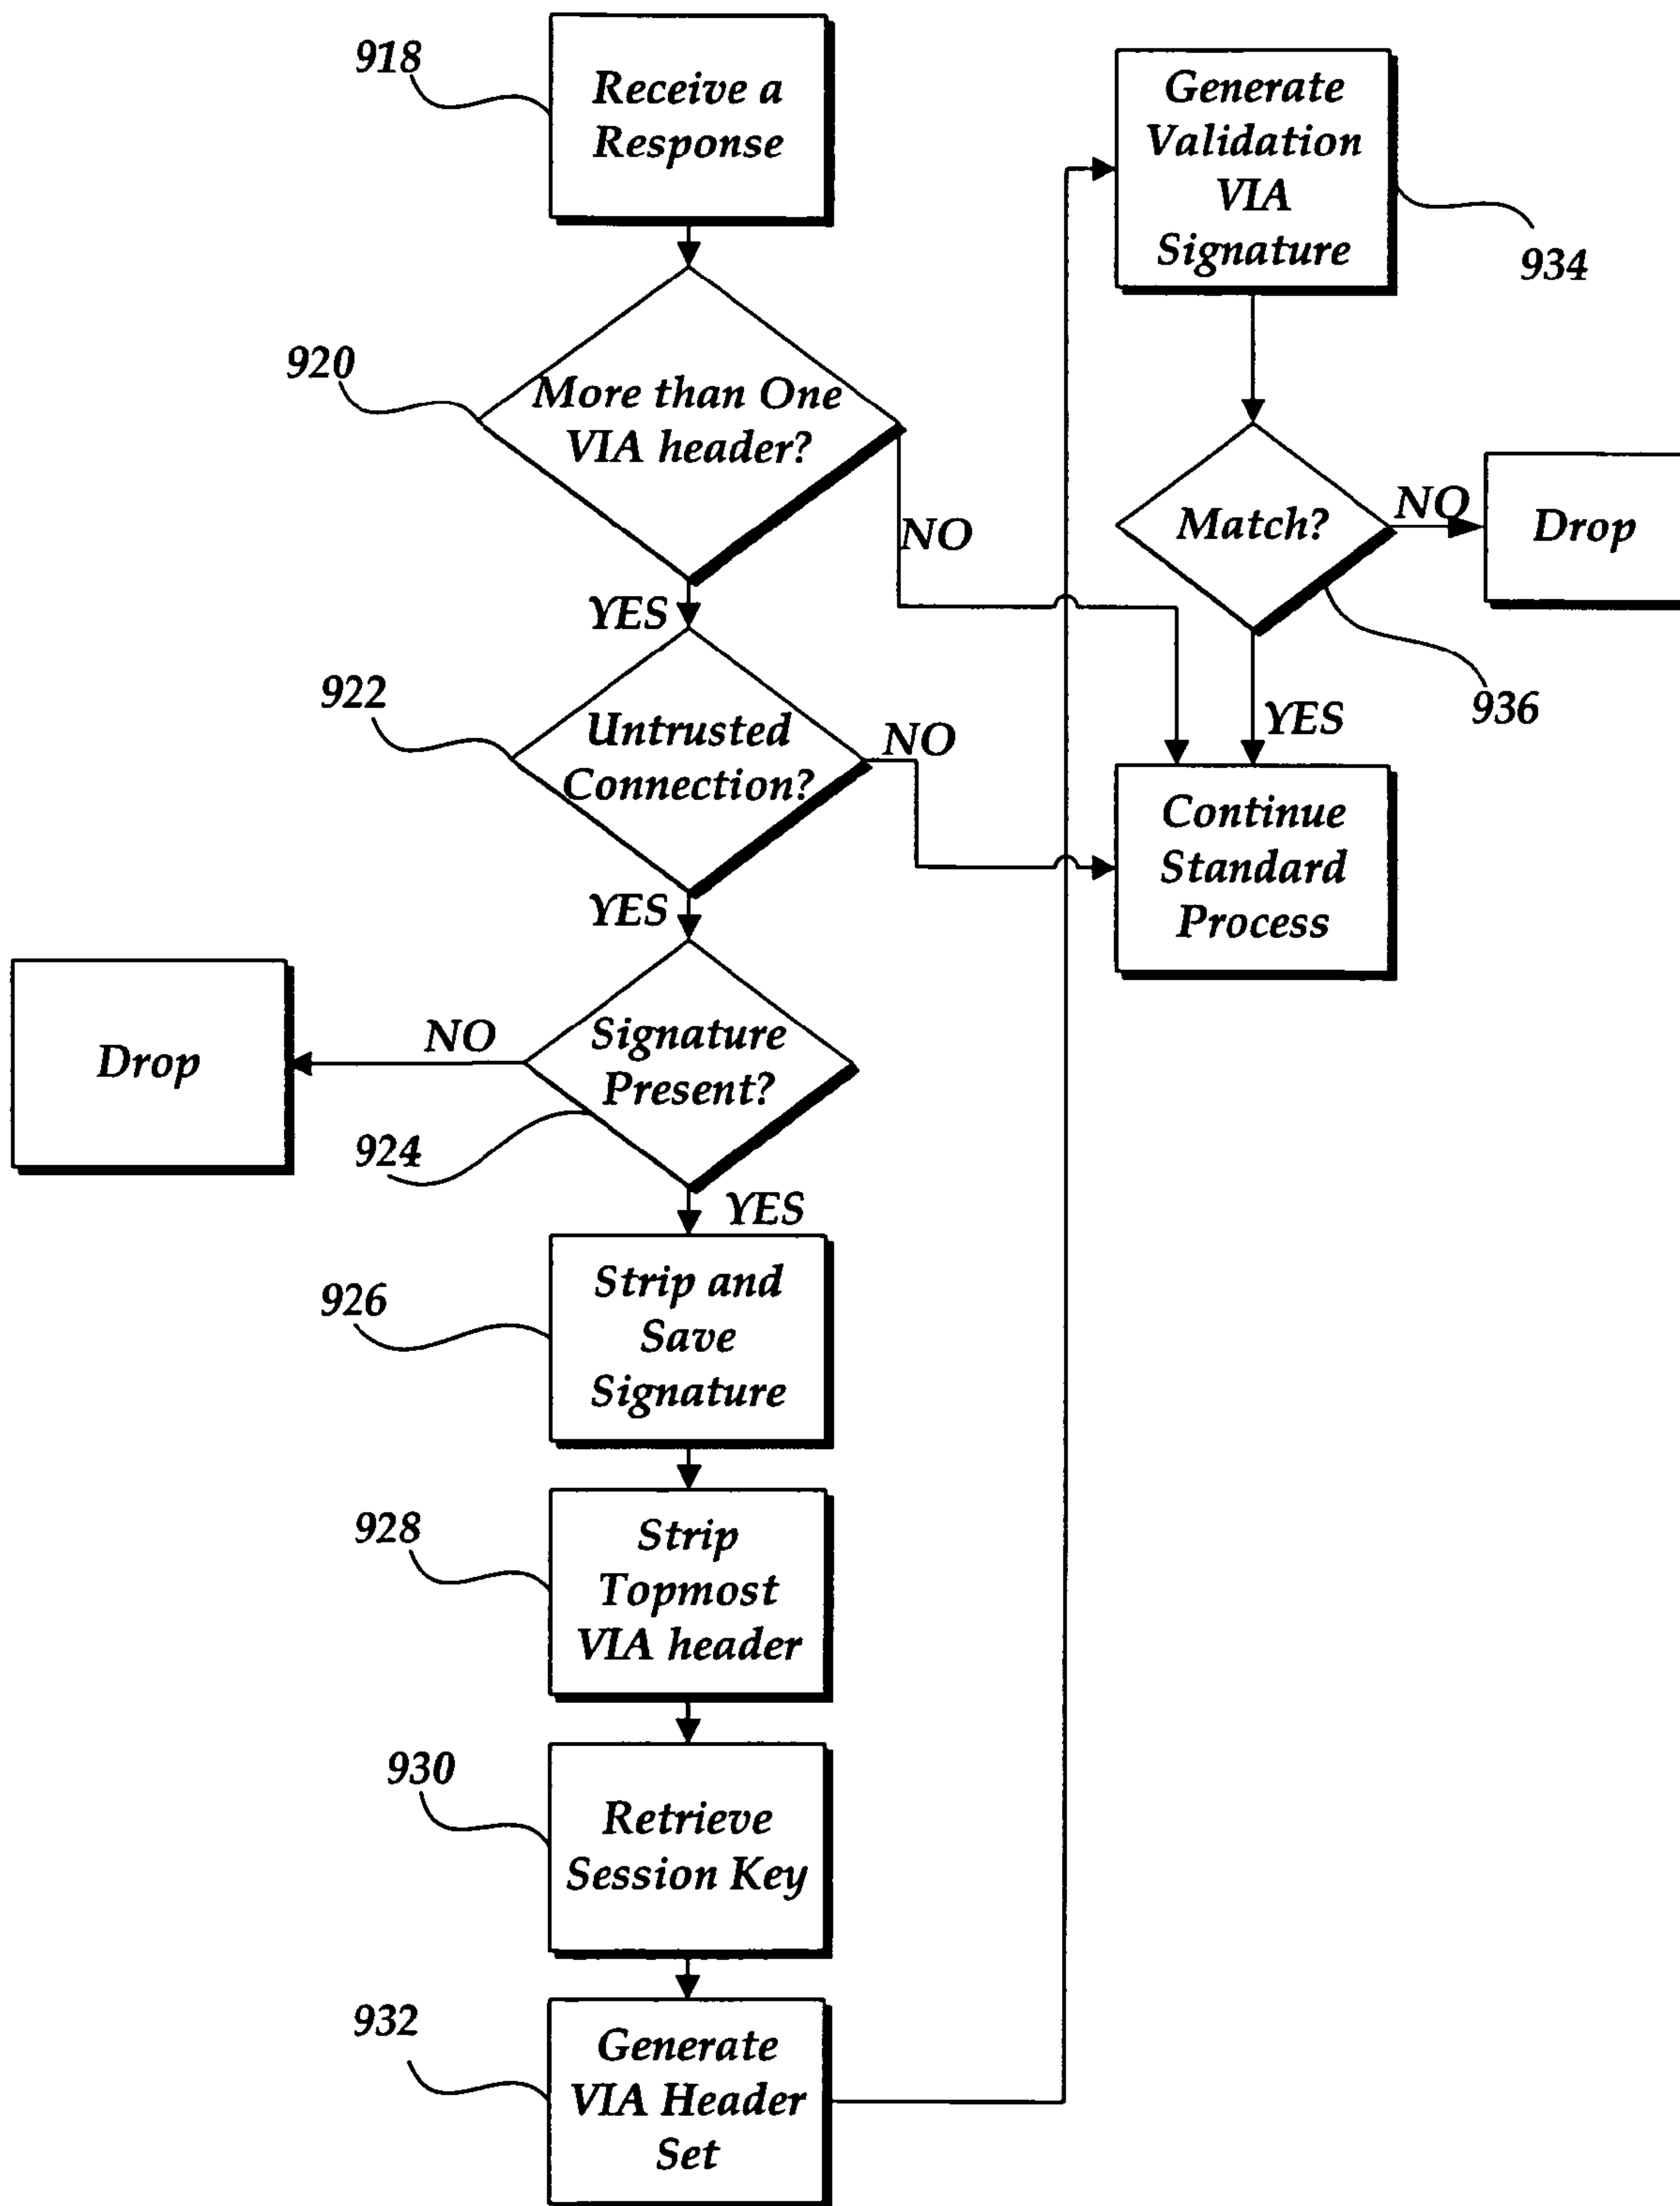 918
Receive a
Response
920
More than One
VIA header?
NO
YES
922
Untrusted
Connection?
NO
YES
Drop
NO
Signature
Present?
924
YES
926
Strip and
Save
Signature
928
Strip
Topmost
VIA header
930
Retrieve
Session Key
932
Generate
VIA Header
Set
Generate
Validation
VIA
Signature
934
Match?
NO
Drop
936
YES
Continue
Standard
Process